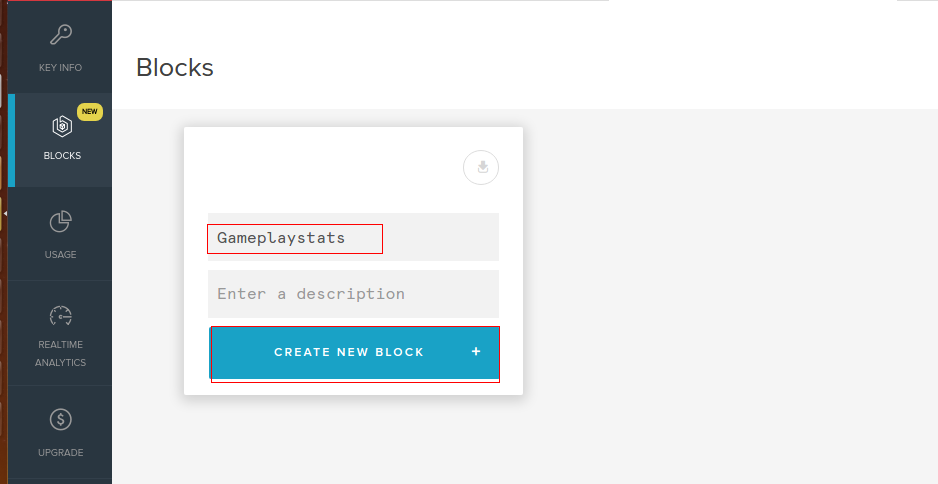 KEY INFO
NEW
BLOCKS
USAGE
REALTIME
ANALYTICS
UPGRADE
Blocks
Gameplaystats
Enter a description
CREATE NEW BLOCK +